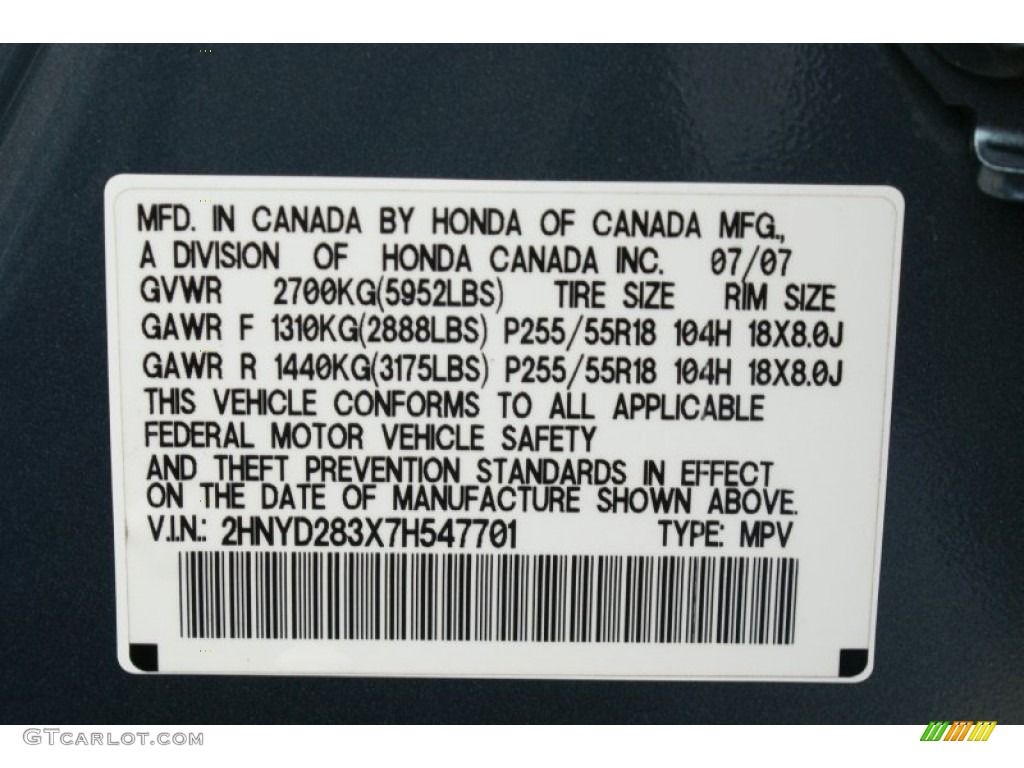 MFD. IN CANADA BY HONDA OF CANADA MFG.,
A DIVISION OF HONDA CANADA INC. 07/07
GVWR 2700KG(5952LBS) TIRE SIZE RIM SIZE
GAWR F 1310KG(2888LBS) P255/55R18 104H 18X8.0J
GAWR R 1440KG(3175LBS) P255/55R18 104H 18X8.0J
THIS VEHICLE CONFORMS TO ALL APPLICABLE
FEDERAL MOTOR VEHICLE SAFETY
AND THEFT PREVENTION STANDARDS IN EFFECT
ON THE DATE OF MANUFACTURE SHOWN ABOVE.
V.I.N.: 2HNYD283X7H547701 TYPE: MPV
GTCARLOT.COM